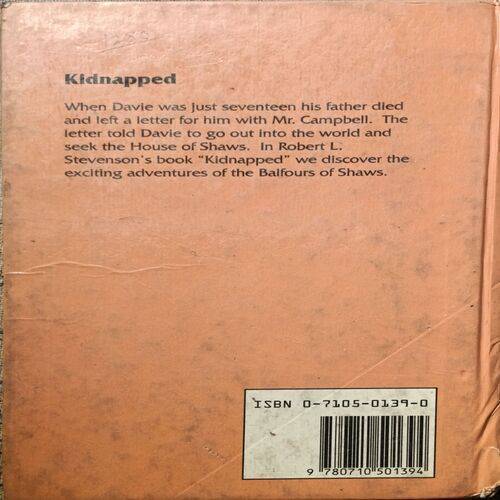 Kidnapped
When Davie was just seventeen his father died
and left a letter for him with Mr. Campbell. The
letter told Davie to go out into the world and
seek the House of Shaws. In Robert L.
Stevenson's book "Kidnapped" we discover the
exciting adventures of the Balfours of Shaws.
ISBN 0-7105-0139-0
9 780710 501394